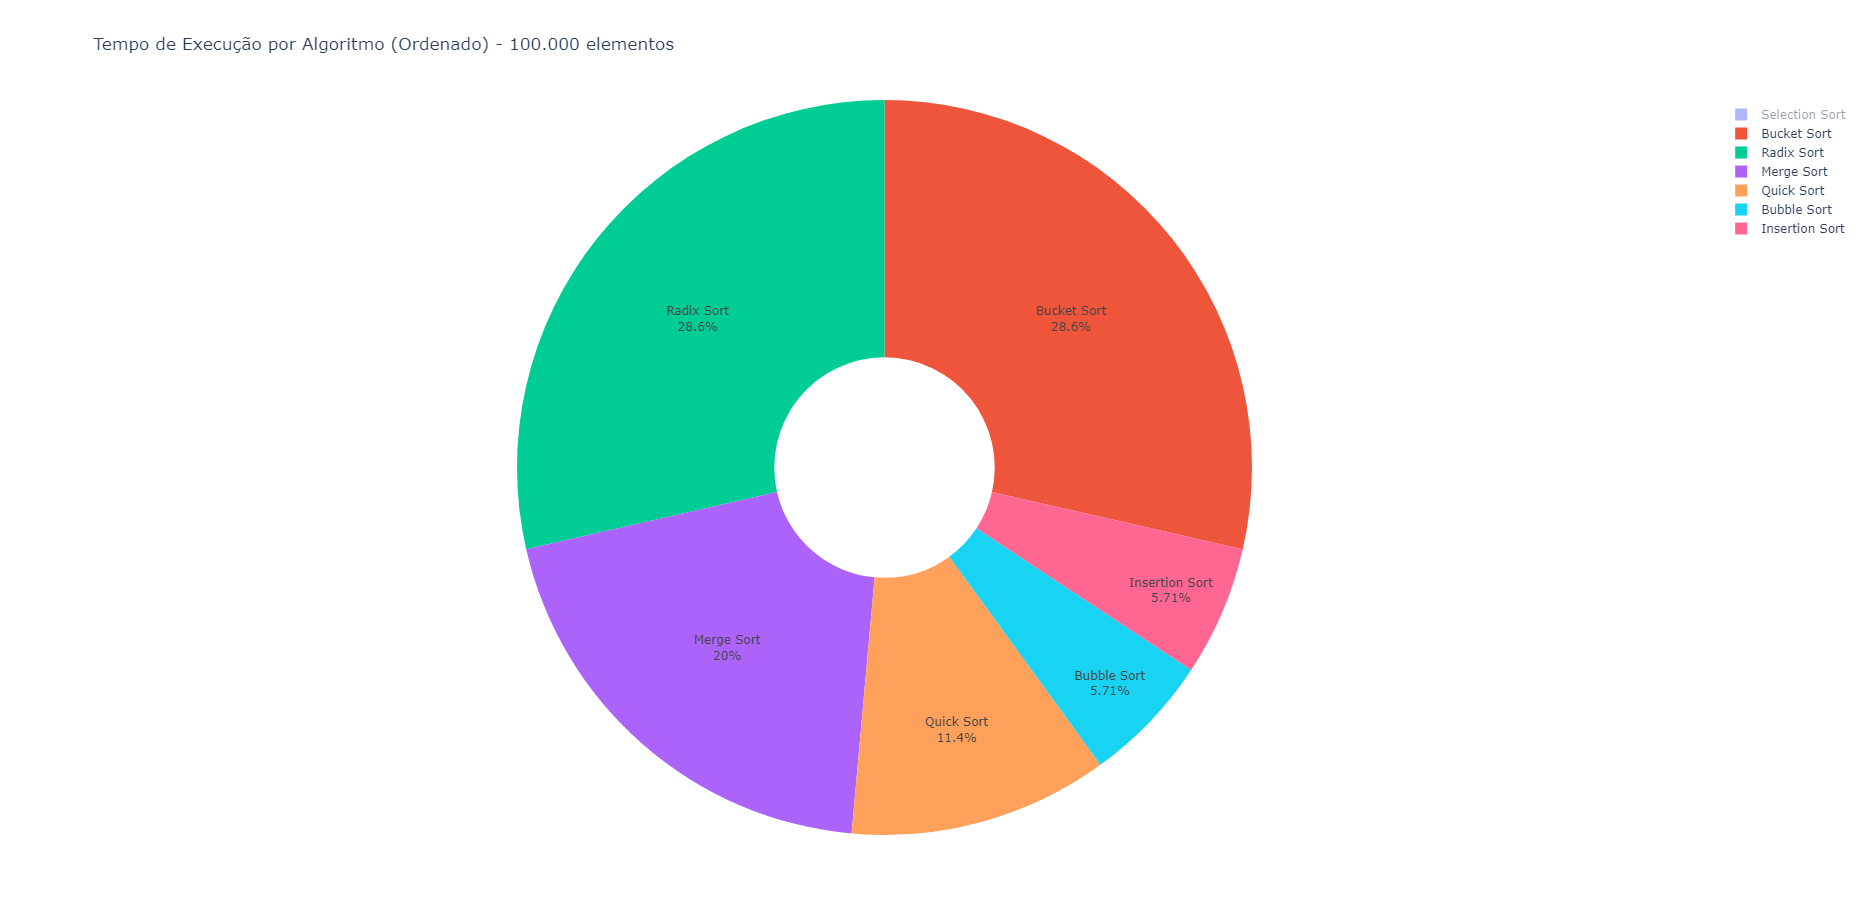 Tempo de Execução por Algoritmo (Ordenado) - 100.000 elementos
Selection Sort
Bucket Sort
Radix Sort
Merge Sort
Quick Sort
Bubble Sort
Insertion Sort
Radix Sort
28.6%
Bucket Sort
28.6%
Insertion Sort
5.71%
Merge Sort
20%
Bubble Sort
5.71%
Quick Sort
11.4%